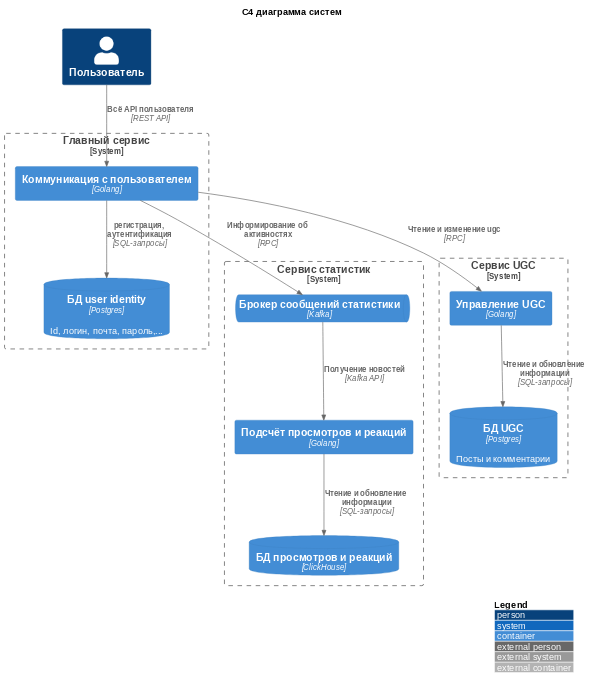 C4 диаграмма систем
Пользователь
Всё API пользователя
[REST API]
Главный сервис
[System]
Коммуникация с пользователем
[Golang]
регистрация,
аутентификация
[SQL-запросы]
Информирование об
активностях
[RPC]
Чтение и изменение ugc
[RPC]
БД user identity
[Postgres]
Id, логин, почта, пароль,...
Сервис статистик
[System]
Брокер сообщений статистики
[Kafka]
Получение новостей
[Kafka API]
Подсчёт просмотров и реакций
[Golang]
Чтение и обновление
информации
[SQL-запросы]
БД просмотров и реакций
[ClickHouse]
Сервис UGC
[System]
Управление UGC
[Golang]
Чтение и обновление
информации
[SQL-запросы]
БД UGC
[Postgres]
Посты и комментарии
Legend
person
system
container
external person
external system
external container